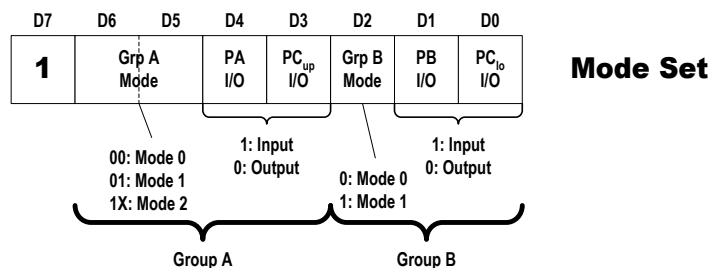 D7 D6 D5 D4 D3 D2 D1 D0
1 Grp A Mode PA I/O PCup I/O Grp B Mode PB I/O PClo I/O
Mode Set
00: Mode 0
01: Mode 1
1X: Mode 2
1: Input
0: Output
0: Mode 0
1: Mode 1
1: Input
0: Output
Group A
Group B